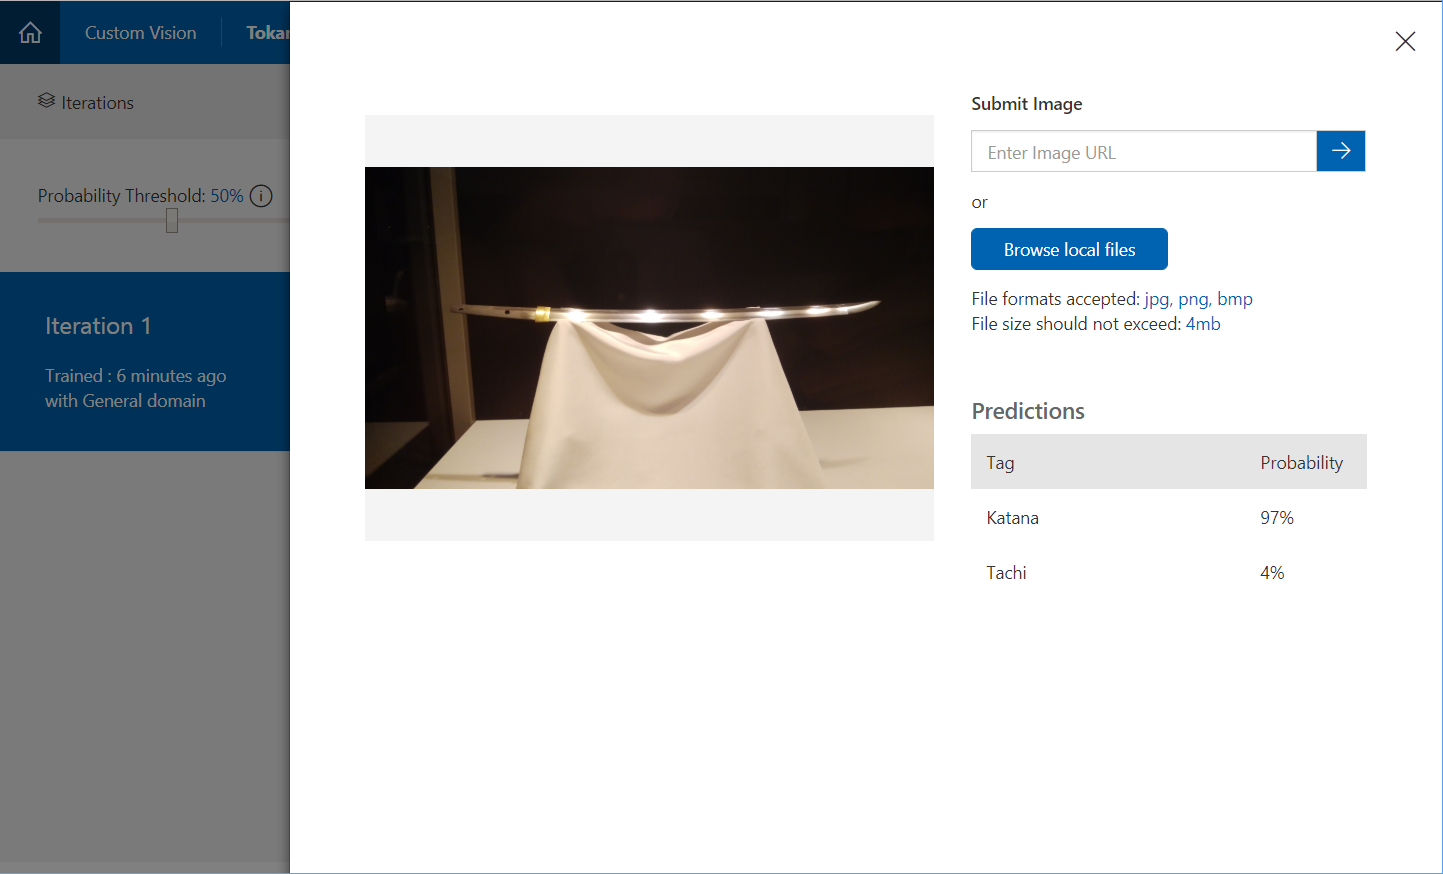 Custom Vision
Iterations
Probability Threshold: 50%
Iteration 1
Trained : 6 minutes ago
with General domain
Submit Image
Enter Image URL
or
Browse local files
File formats accepted: jpg, png, bmp
File size should not exceed: 4mb
Predictions
Tag Probability
Katana 97%
Tachi 4%